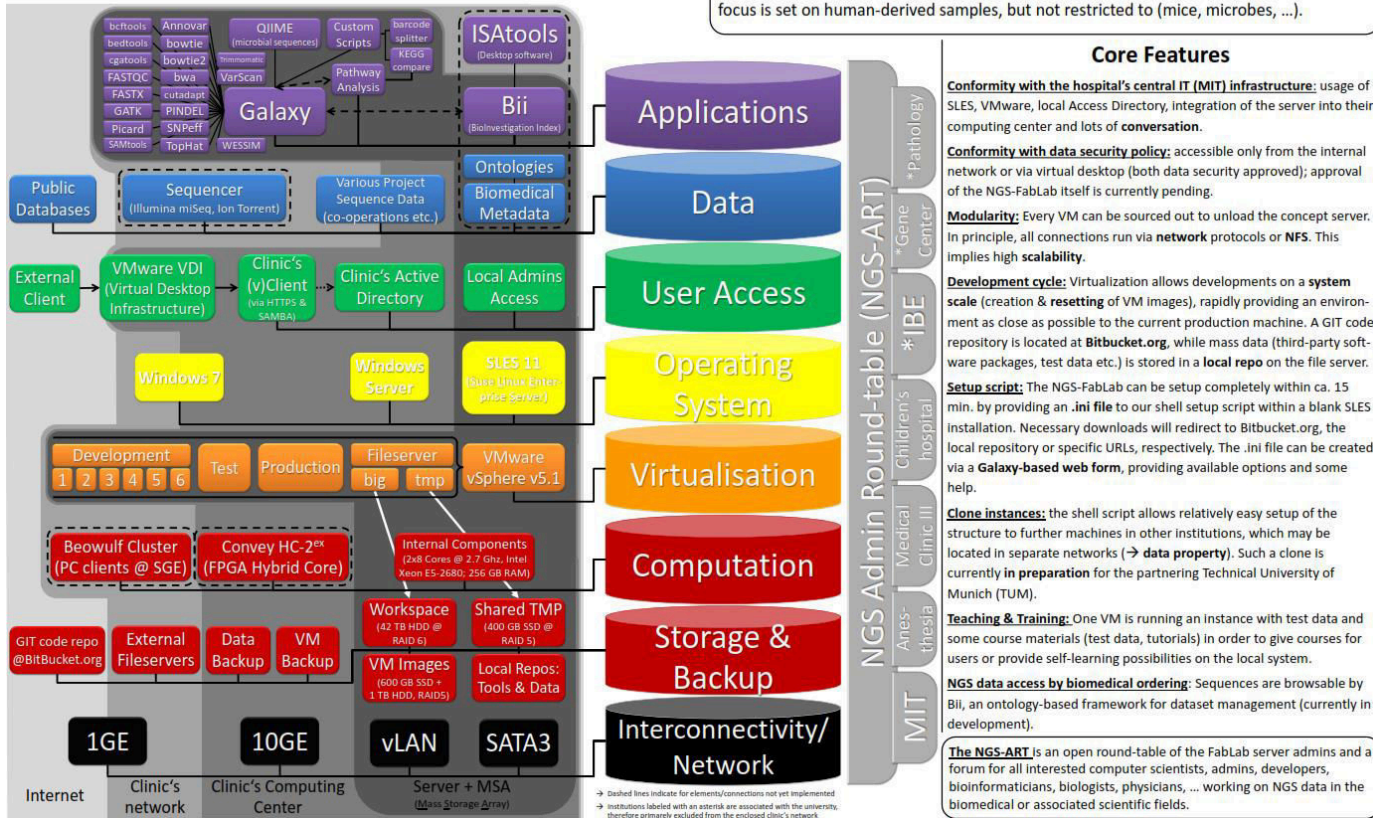 focus is set on human-derived samples, but not restricted to (mice, microbes, ...).
bcftools
Annovar
QIIME
(microbial sequences)
Custom
Scripts
barcode
splitter
ISAtools
(Desktop software)
bedtools
bowtie
cgatools
bowtie2
Trimmomatic
KEGG
compare
FASTQC
bwa
VarScan
Pathway
Analysis
FASTX
cutadapt
GATK
PINDEL
Galaxy
Bii
(BioInvestigation Index)
Picard
SNPeff
SAMtools
TopHat
WESSIM
Applications
Public
Databases
Sequencer
(Illumina miSeq, Ion Torrent)
Various Project
Sequence Data
(co-operations etc.)
Ontologies
Biomedical
Metadata
Data
External
Client
VMware VDI
(Virtual Desktop
Infrastructure)
Clinic's
(v)Client
(via HTTPS &
SAMBA)
Clinic's Active
Directory
Local Admins
Access
User Access
Windows 7
Windows
Server
SLES 11
(Suse Linux Enter-
prise Server)
Operating
System
Development
1 2 3 4 5 6
Test
Production
Fileserver
big
tmp
VMware
vSphere v5.1
Virtualisation
Beowulf Cluster
(PC clients @ SGE)
Convey HC-2ex
(FPGA Hybrid Core)
Internal Components
(2x8 Cores @ 2.7 Ghz, Intel
Xeon E5-2680; 256 GB RAM)
Computation
GIT code repo
@BitBucket.org
External
Fileservers
Data
Backup
VM
Backup
Workspace
(42 TB HDD @
RAID 6)
Shared TMP
(400 GB SSD @
RAID 5)
VM Images
(600 GB SSD +
1 TB HDD, RAID5)
Local Repos:
Tools & Data
Storage &
Backup
1GE
10GE
vLAN
SATA3
Interconnectivity/
Network
Internet
Clinic's
network
Clinic's Computing
Center
Server + MSA
(Mass Storage Array)
→ Dashed lines indicate for elements/connections not yet implemented
→ Institutions labeled with an asterisk are associated with the university,
therefore primarely excluded from the enclosed clinic's network
NGS Admin Round-table (NGS-ART)
*Pathology
*Gene
Center
*IBE
Children's
hospital
Medical
Clinic III
Anes-
thesia
MIT
Core Features
Conformity with the hospital's central IT (MIT) infrastructure: usage of
SLES, VMware, local Access Directory, integration of the server into their
computing center and lots of conversation.
Conformity with data security policy: accessible only from the internal
network or via virtual desktop (both data security approved); approval
of the NGS-FabLab itself is currently pending.
Modularity: Every VM can be sourced out to unload the concept server.
In principle, all connections run via network protocols or NFS. This
implies high scalability.
Development cycle: Virtualization allows developments on a system
scale (creation & resetting of VM images), rapidly providing an environ-
ment as close as possible to the current production machine. A GIT code
repository is located at Bitbucket.org, while mass data (third-party soft-
ware packages, test data etc.) is stored in a local repo on the file server.
Setup script: The NGS-FabLab can be setup completely within ca. 15
min. by providing an .ini file to our shell setup script within a blank SLES
installation. Necessary downloads will redirect to Bitbucket.org, the
local repository or specific URLs, respectively. The .ini file can be created
via a Galaxy-based web form, providing available options and some
help.
Clone instances: the shell script allows relatively easy setup of the
structure to further machines in other institutions, which may be
located in separate networks (→ data property). Such a clone is
currently in preparation for the partnering Technical University of
Munich (TUM).
Teaching & Training: One VM is running an instance with test data and
some course materials (test data, tutorials) in order to give courses for
users or provide self-learning possibilities on the local system.
NGS data access by biomedical ordering: Sequences are browsable by
Bii, an ontology-based framework for dataset management (currently in
development).
The NGS-ART is an open round-table of the FabLab server admins and a
forum for all interested computer scientists, admins, developers,
bioinformaticians, biologists, physicians, ... working on NGS data in the
biomedical or associated scientific fields.